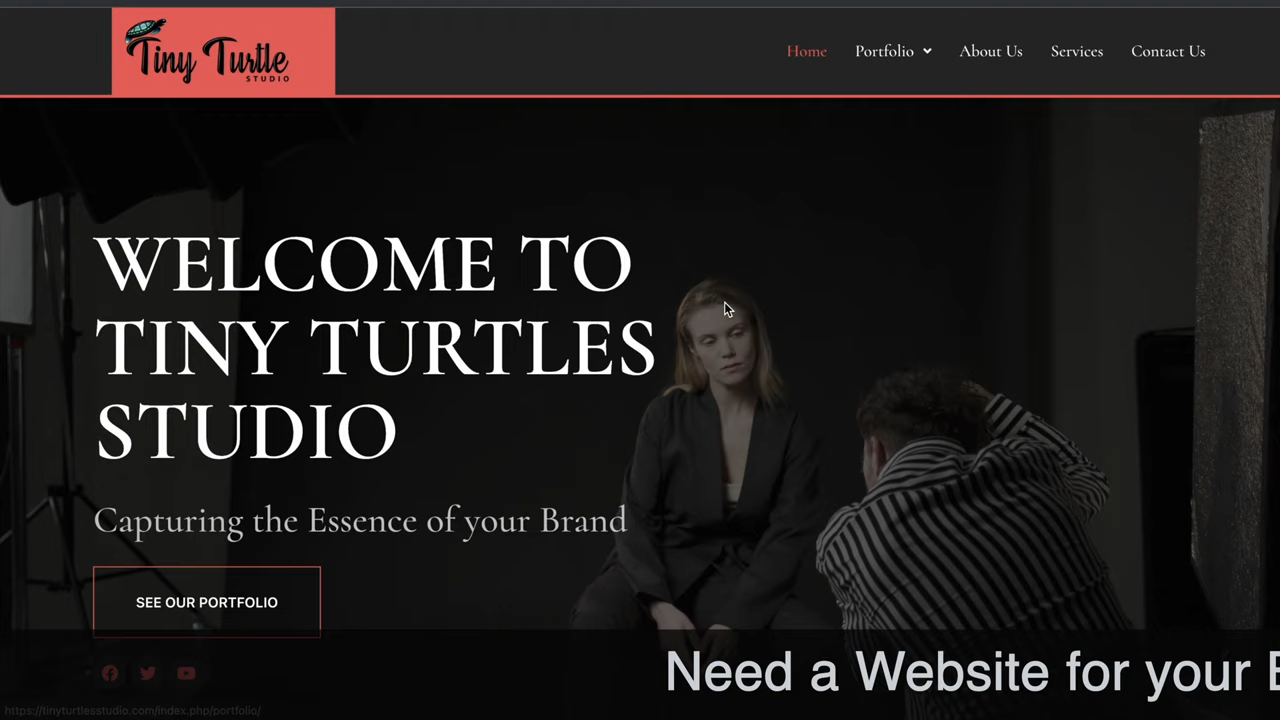 Tiny Turtle
STUDIO
Home
Portfolio
About Us
Services
Contact Us
WELCOME TO
TINY TURTLES
STUDIO
Capturing the Essence of your Brand
SEE OUR PORTFOLIO
Need a Website for your
https://tinyturtlesstudio.com/index.php/portfolio/